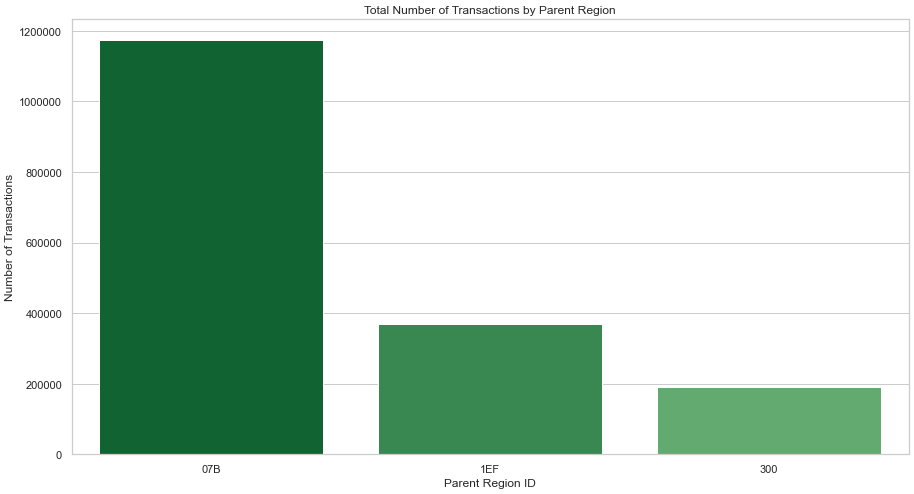 Total Number of Transactions by Parent Region
1200000
1000000
800000
600000
400000
200000
0
Number of Transactions
07B
1EF
300
Parent Region ID